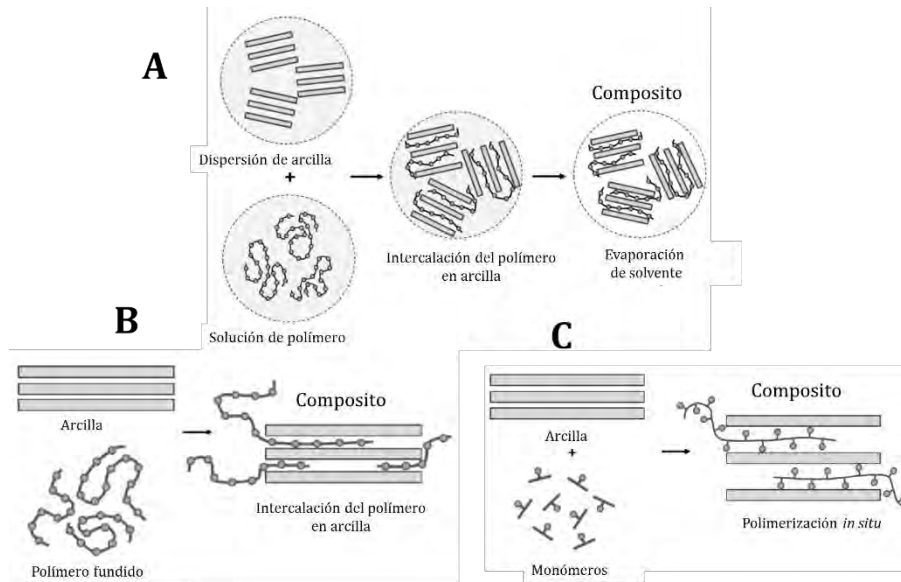 A
Dispersión de arcilla
+
Solución de polímero
Intercalación del polímero
en arcilla
Composito
Evaporación
de solvente
B
Arcilla
Polímero fundido
Composito
Intercalación del polímero
en arcilla
C
Arcilla
+
Monómeros
Composito
Polimerización in situ